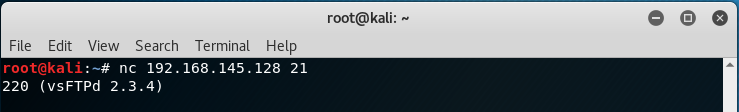 root@kali: ~
File Edit View Search Terminal Help
root@kali:~# nc 192.168.145.128 21
220 (vsFTPd 2.3.4)